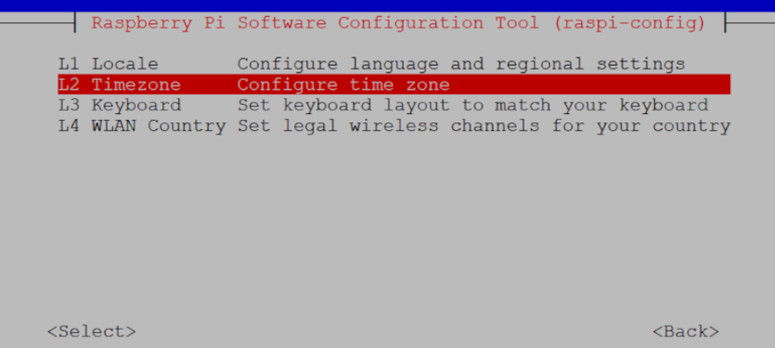 Raspberry Pi Software Configuration Tool (raspi-config)
L1 Locale Configure language and regional settings
L2 Timezone Configure time zone
L3 Keyboard Set keyboard layout to match your keyboard
L4 WLAN Country Set legal wireless channels for your country
<Select> <Back>